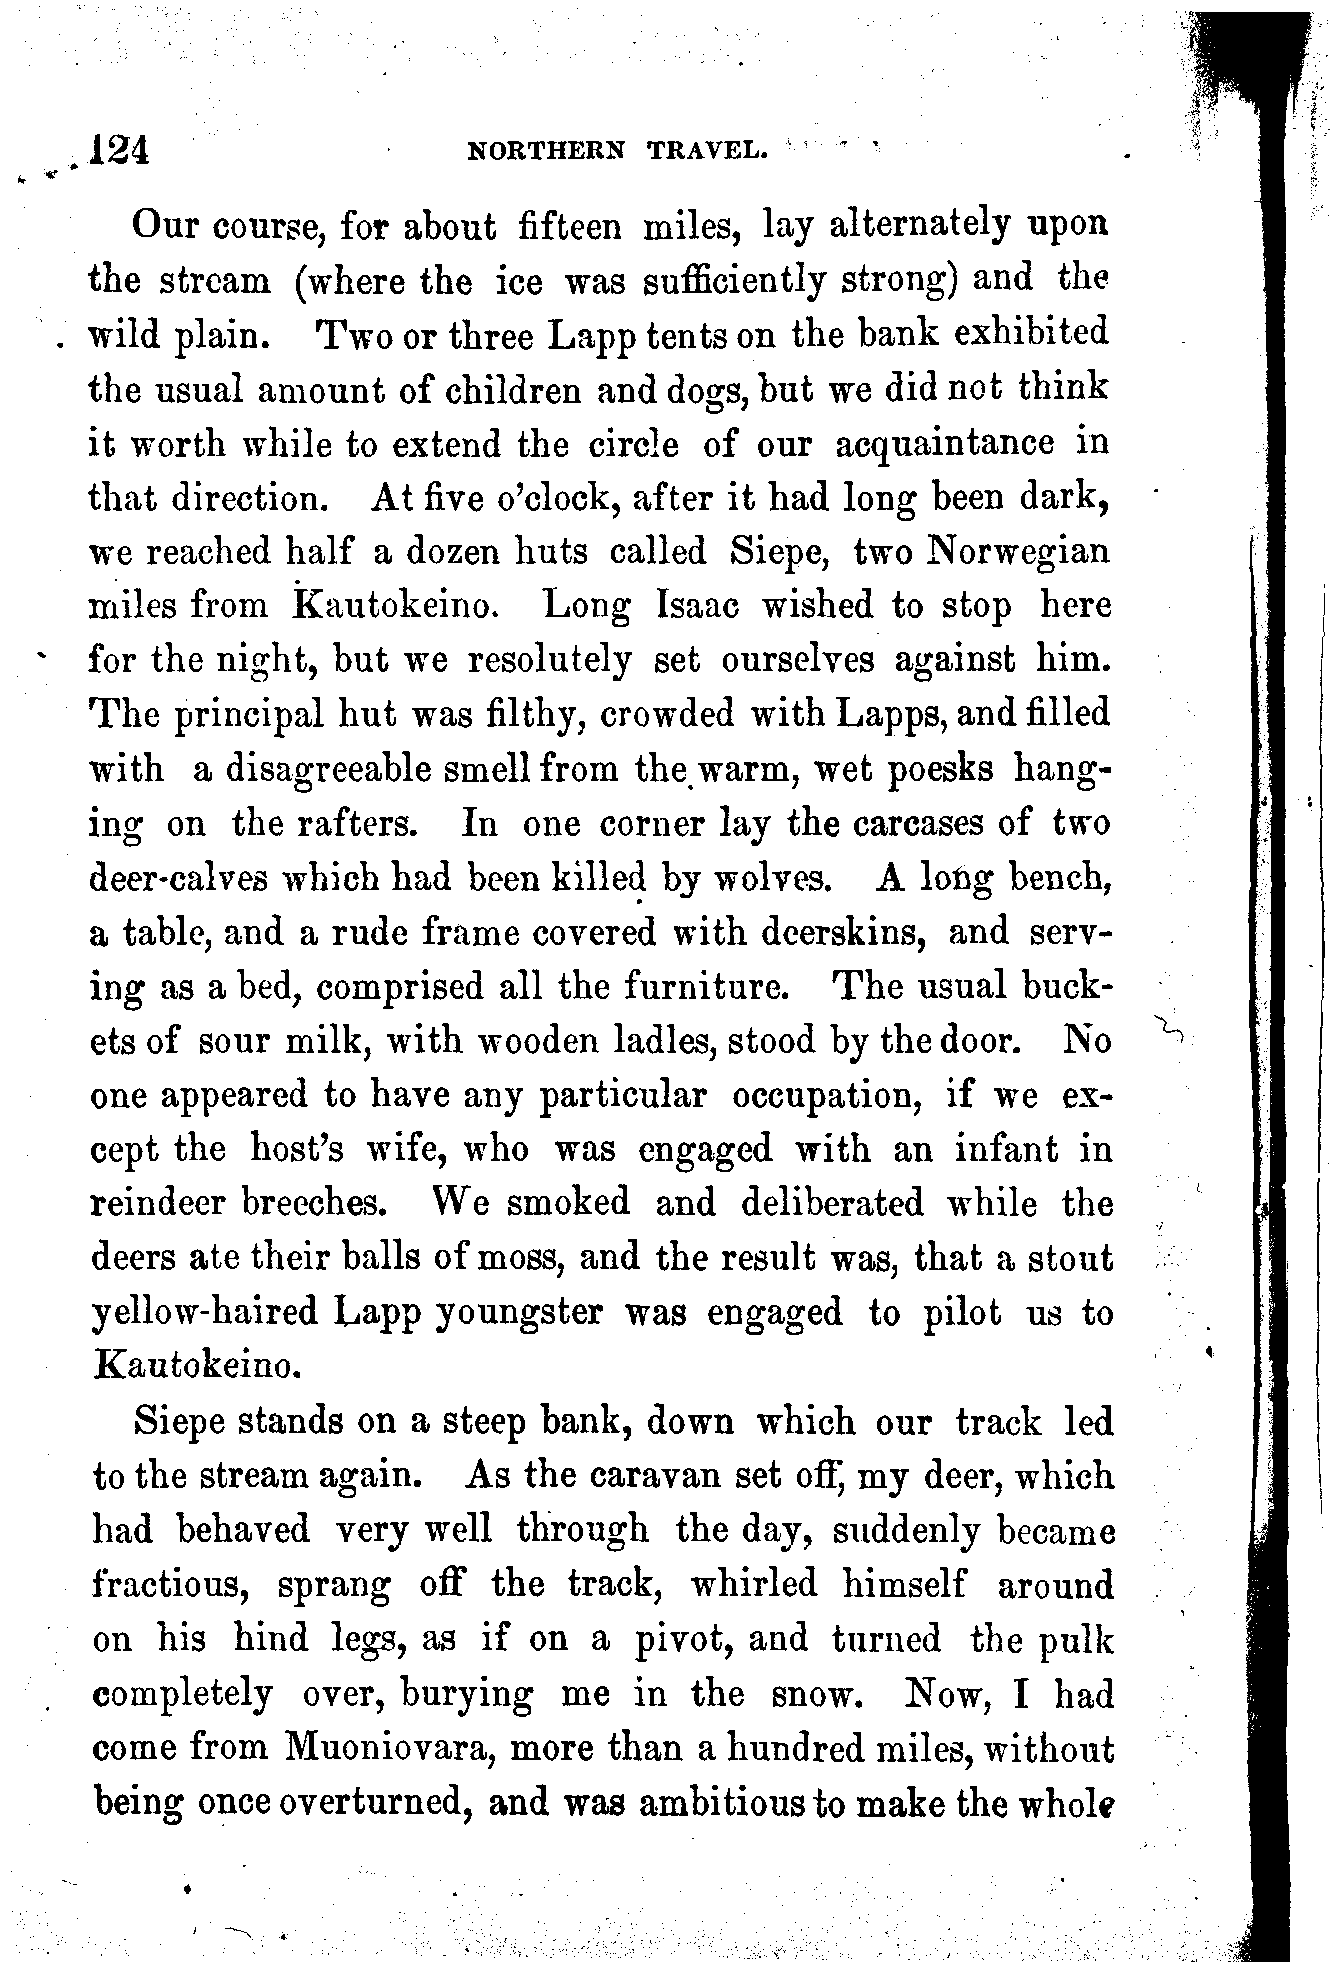 124 NORTHERN TRAVEL.
Our course, for about fifteen miles, lay alternately upon
the stream (where the ice was sufficiently strong) and the
wild plain. Two or three Lapp tents on the bank exhibited
the usual amount of children and dogs, but we did not think
it worth while to extend the circle of our acquaintance in
that direction. At five o'clock, after it had long been dark,
we reached half a dozen huts called Siepe, two Norwegian
miles from Kautokeino. Long Isaac wished to stop here
for the night, but we resolutely set ourselves against him.
The principal hut was filthy, crowded with Lapps, and filled
with a disagreeable smell from the warm, wet poesks hang-
ing on the rafters. In one corner lay the carcases of two
deer-calves which had been killed by wolves. A long bench,
a table, and a rude frame covered with deerskins, and serv-
ing as a bed, comprised all the furniture. The usual buck-
ets of sour milk, with wooden ladles, stood by the door. No
one appeared to have any particular occupation, if we ex-
cept the host's wife, who was engaged with an infant in
reindeer breeches. We smoked and deliberated while the
deers ate their balls of moss, and the result was, that a stout
yellow-haired Lapp youngster was engaged to pilot us to
Kautokeino.
Siepe stands on a steep bank, down which our track led
to the stream again. As the caravan set off, my deer, which
had behaved very well through the day, suddenly became
fractious, sprang off the track, whirled himself around
on his hind legs, as if on a pivot, and turned the pulk
completely over, burying me in the snow. Now, I had
come from Muoniovara, more than a hundred miles, without
being once overturned, and was ambitious to make the whole